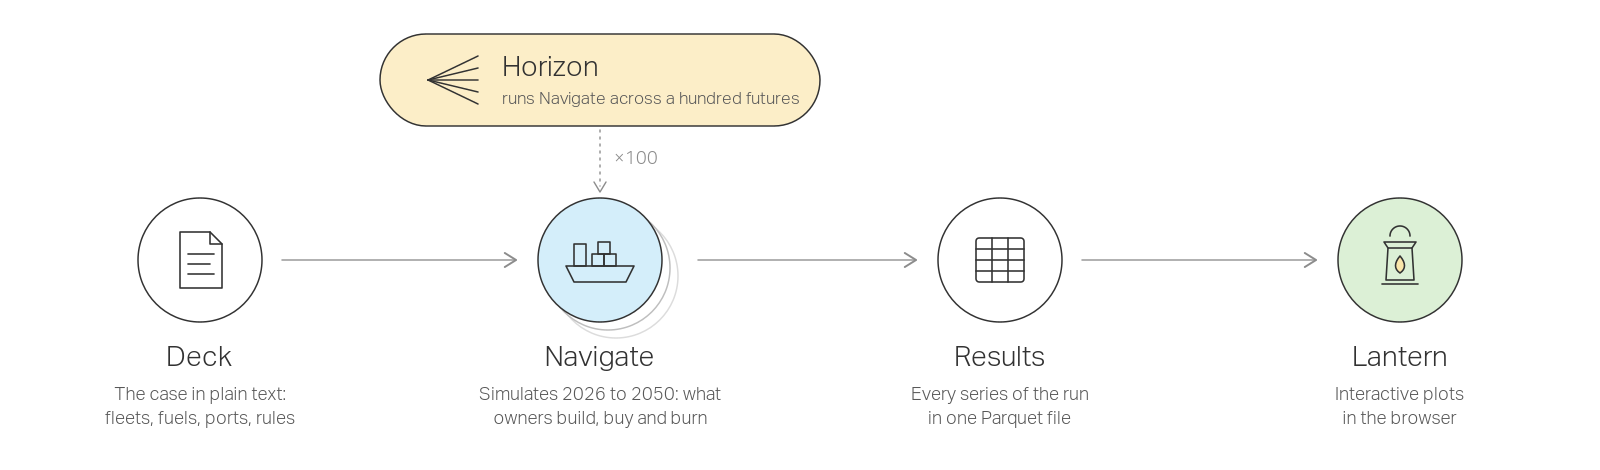 Horizon
runs Navigate across a hundred futures
×100
Deck
The case in plain text:
fleets, fuels, ports, rules
Navigate
Simulates 2026 to 2050: what
owners build, buy and burn
Results
Every series of the run
in one Parquet file
Lantern
Interactive plots
in the browser